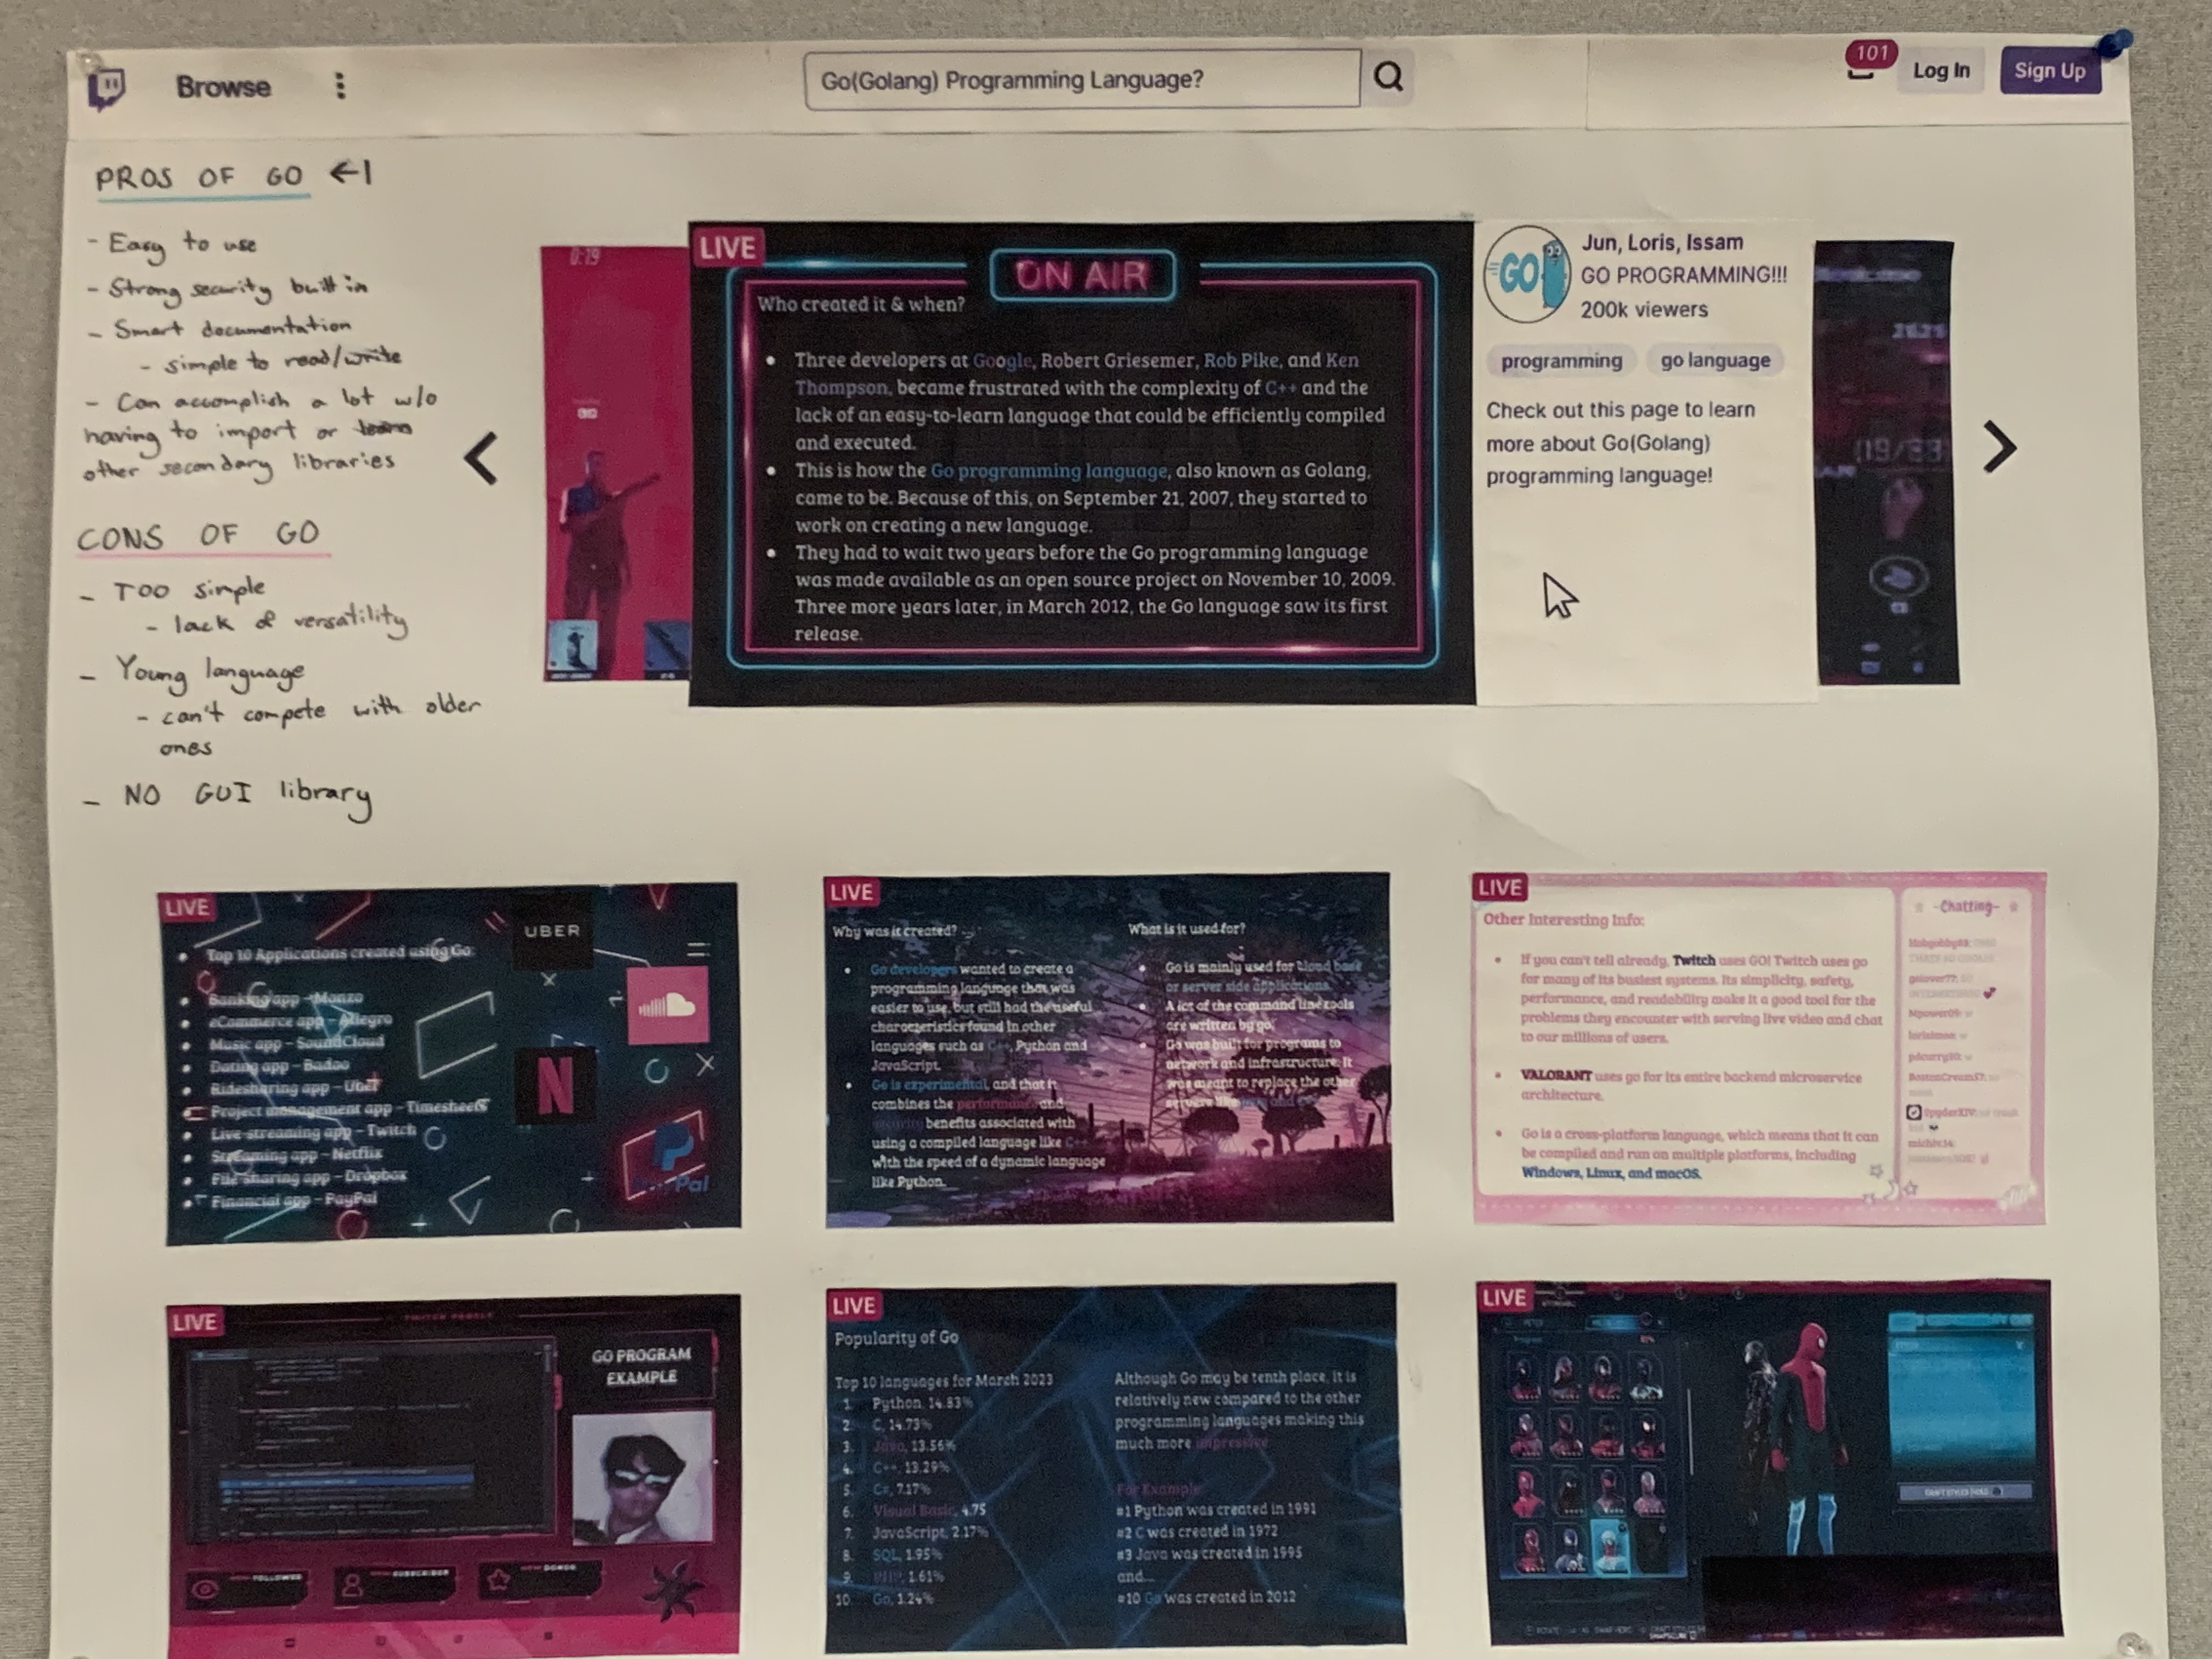 Browse
Go(Golang) Programming Language?
101
Log In
Sign Up
PROS OF GO
- Easy to use
- Strong security built in
- Smart documentation
- simple to read/write
- Can accomplish a lot w/o
having to import or learn
other secondary libraries
CONS OF GO
- TOO simple
- lack of versatility
- Young language
- can't compete with older
ones
- NO GUI library
0:19
LIVE
ON AIR
Who created it & when?
• Three developers at Google, Robert Griesemer, Rob Pike, and Ken
Thompson, became frustrated with the complexity of C++ and the
lack of an easy-to-learn language that could be efficiently compiled
and executed.
• This is how the Go programming language, also known as Golang,
came to be. Because of this, on September 21, 2007, they started to
work on creating a new language.
• They had to wait two years before the Go programming language
was made available as an open source project on November 10, 2009.
Three more years later, in March 2012, the Go language saw its first
release.
GO
Jun, Loris, Issam
GO PROGRAMMING!!!
200k viewers
programming
go language
Check out this page to learn
more about Go(Golang)
programming language!
LIVE
• Top 10 Applications created using Go:
• Banking app - Monzo
• eCommerce app - Allegro
• Music app - SoundCloud
• Dating app - Badoo
• Ridesharing app - Uber
• Project management app - Timesheets
• Live-streaming app - Twitch
• Streaming app - Netflix
• File sharing app - Dropbox
• Financial app - PayPal
UBER
N
LIVE
Why was it created?
• Go developers wanted to create a
programming language that was
easier to use, but still had the useful
characteristics found in other
languages such as C++, Python and
JavaScript.
• Go is experimental, and that it
combines the performance and
security benefits associated with
using a compiled language like C++
with the speed of a dynamic language
like Python.
What is it used for?
• Go is mainly used for cloud base
or server side applications.
• A lot of the command line tools
are written by go.
• Go was built for programs to
network and infrastructure. It
was meant to replace the other
servers like
LIVE
Other Interesting Info:
• If you can't tell already, Twitch uses GO! Twitch uses go
for many of its busiest systems. Its simplicity, safety,
performance, and readability make it a good tool for the
problems they encounter with serving live video and chat
to our millions of users.
• VALORANT uses go for its entire backend microservice
architecture.
• Go is a cross-platform language, which means that it can
be compiled and run on multiple platforms, including
Windows, Linux, and macOS.
-Chatting-
LIVE
GO PROGRAM
EXAMPLE
FOLLOWER
SUBSCRIBER
LIVE
Popularity of Go
Top 10 languages for March 2023
1. Python, 14.83%
2. C, 14.73%
3. Java, 13.56%
4. C++, 13.29%
5. C#, 7.17%
6. Visual Basic, 4.75
7. JavaScript, 2.17%
8. SQL, 1.95%
9. PHP, 1.61%
10. Go, 1.24%
Although Go may be tenth place, it is
relatively new compared to the other
programming languages making this
much more impressive
For Example
#1 Python was created in 1991
#2 C was created in 1972
#3 Java was created in 1995
and...
#10 Go was created in 2012
LIVE